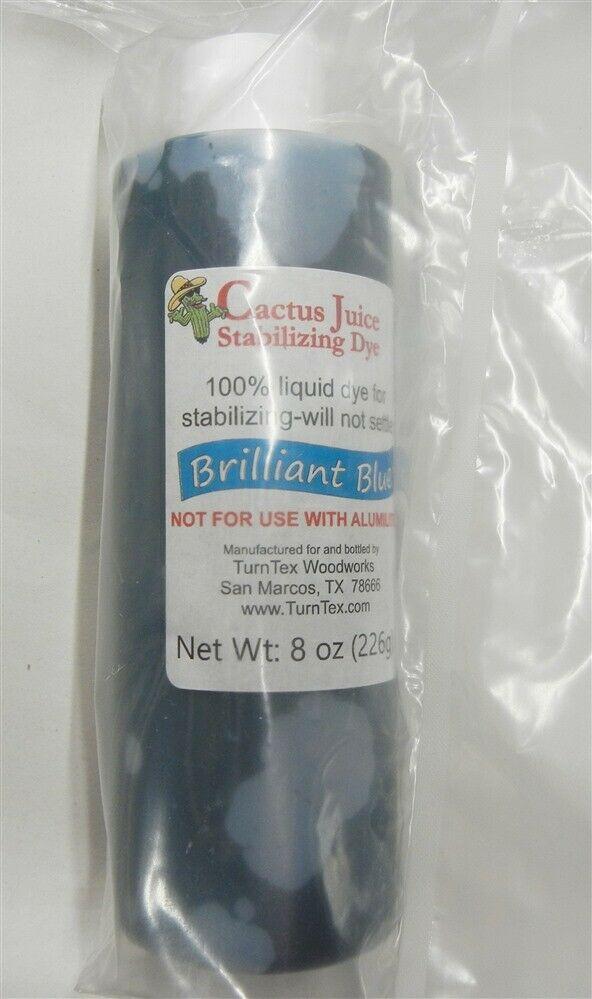 Cactus Juice
Stabilizing Dye
100% liquid dye for
stabilizing-will not settle
Brilliant Blue
NOT FOR USE WITH ALUMILITE
Manufactured for and bottled by
TurnTex Woodworks
San Marcos, TX 78666
www.TurnTex.com
Net Wt: 8 oz (226g)